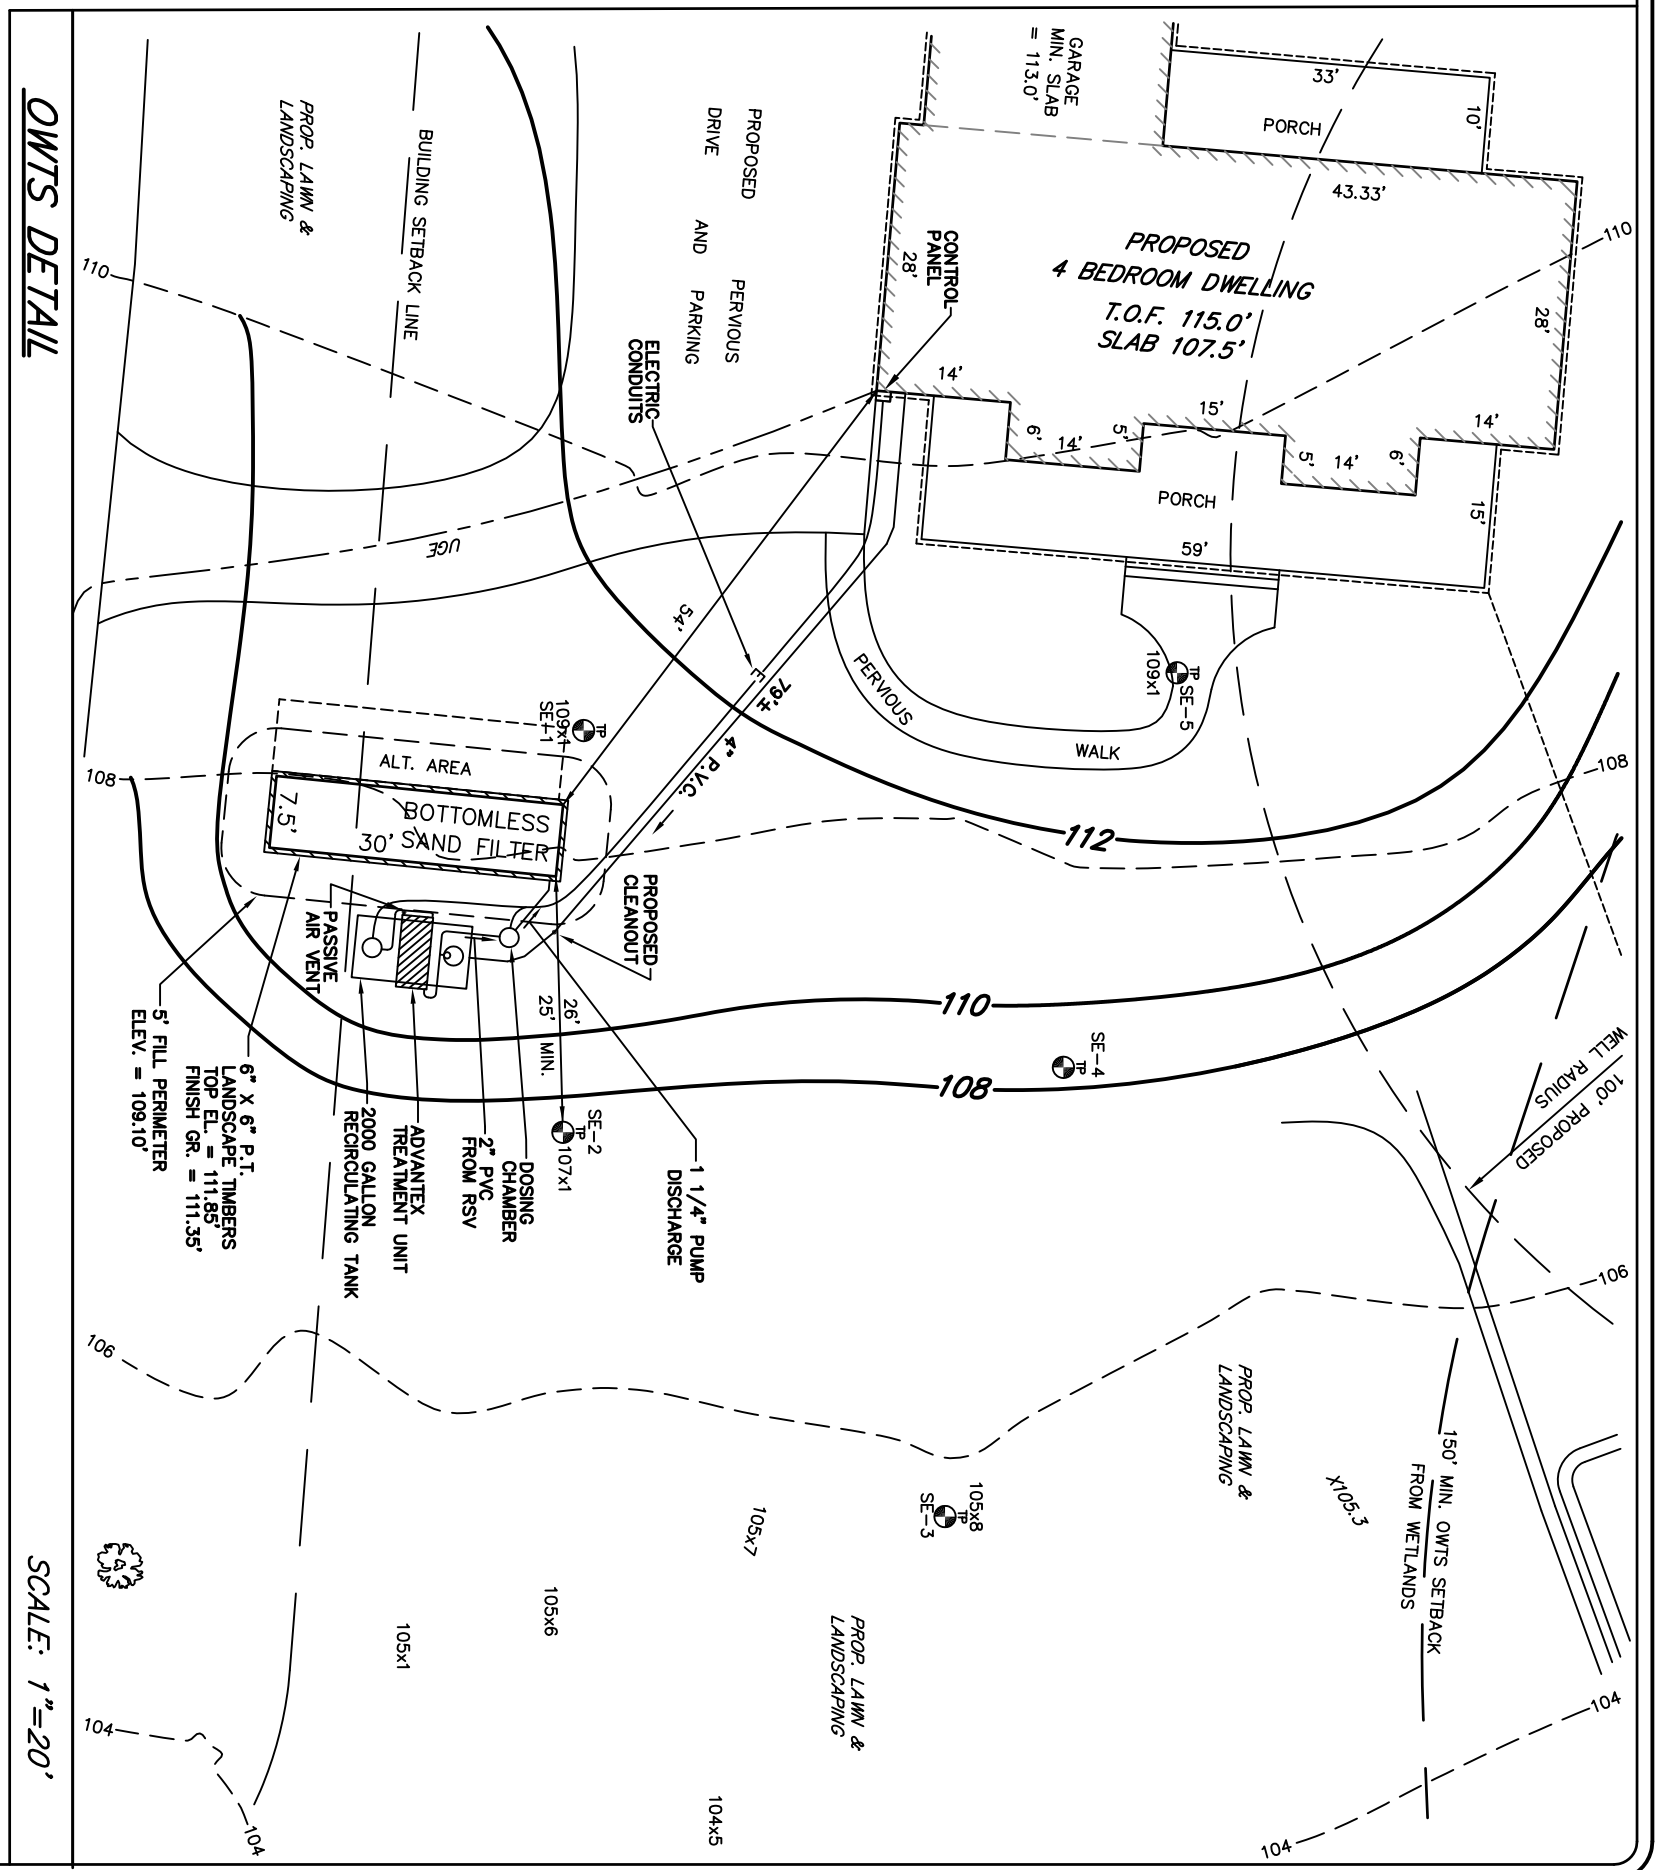 OWTS DETAIL
SCALE: 1"=20'
GARAGE
MIN. SLAB
= 113.0'
33'
10'
PORCH
43.33'
PROPOSED
4 BEDROOM DWELLING
T.O.F. 115.0'
SLAB 107.5'
28'
28'
110
CONTROL
PANEL
14'
6'
14'
5'
15'
5'
14'
6'
14'
PORCH
15'
59'
PROPOSED PERVIOUS
DRIVE AND PARKING
PROP. LAWN &
LANDSCAPING
BUILDING SETBACK LINE
110
ELECTRIC
CONDUITS
UGE
54'
79'±
4" P.V.C.
PERVIOUS
WALK
TP
SE-5
109x1
TP
109x1
SE-1
108
108
ALT. AREA
BOTTOMLESS
SAND FILTER
30'
7.5'
112
PROPOSED
CLEANOUT
PASSIVE
AIR VENT
26'
25' MIN.
110
108
SE-4
TP
SE-2
TP
107x1
5' FILL PERIMETER
ELEV. = 109.10'
6" X 6" P.T.
LANDSCAPE TIMBERS
TOP EL. = 111.85'
FINISH GR. = 111.35'
2000 GALLON
RECIRCULATING TANK
ADVANTEX
TREATMENT UNIT
2" PVC
FROM RSV
DOSING
CHAMBER
1 1/4" PUMP
DISCHARGE
100' PROPOSED
WELL RADIUS
106
106
PROP. LAWN &
LANDSCAPING
X105.3
150' MIN. OWTS SETBACK
FROM WETLANDS
105x8
TP
SE-3
105x7
105x6
105x1
PROP. LAWN &
LANDSCAPING
104x5
104
104
104
104